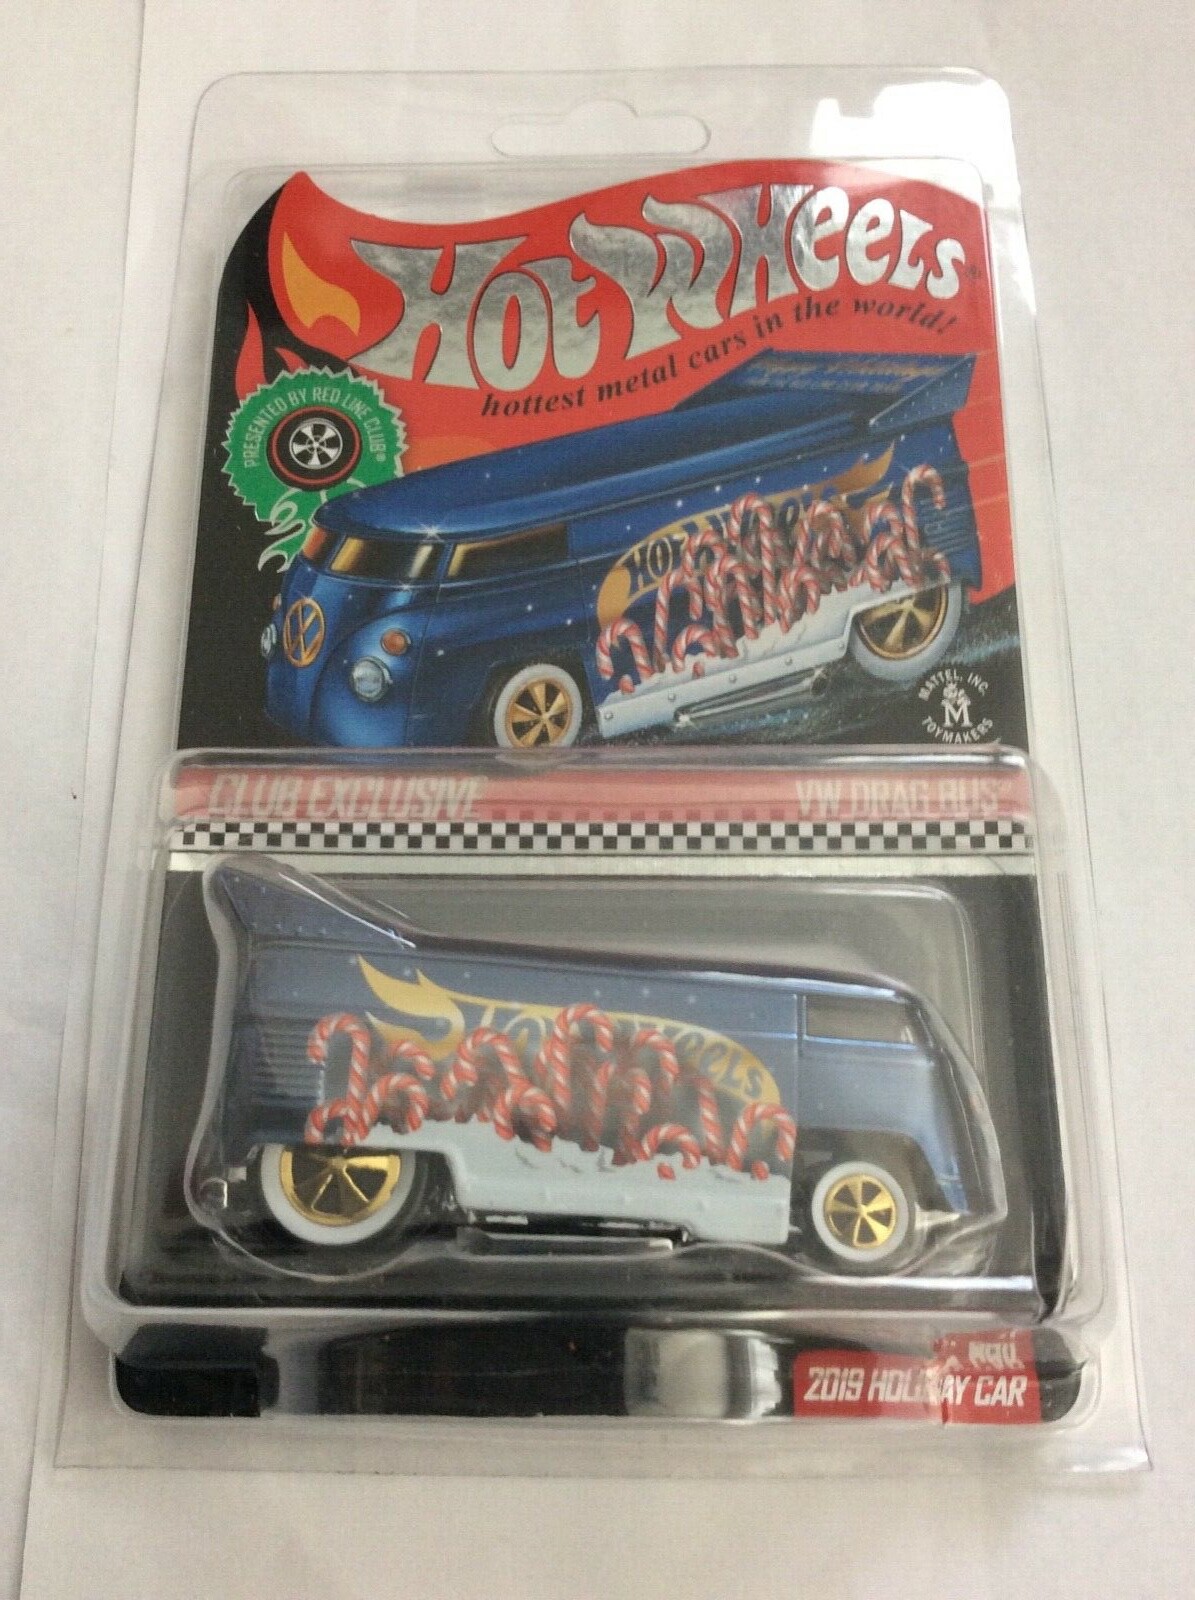 Hot Wheels®
hottest metal cars in the world!
PRESENTED BY RED LINE CLUB®
Hot Wheels
MATTEL, INC.
M
TOYMAKERS
CLUB EXCLUSIVE
VW DRAG BUS
Hot Wheels
2019 HOLIDAY CAR